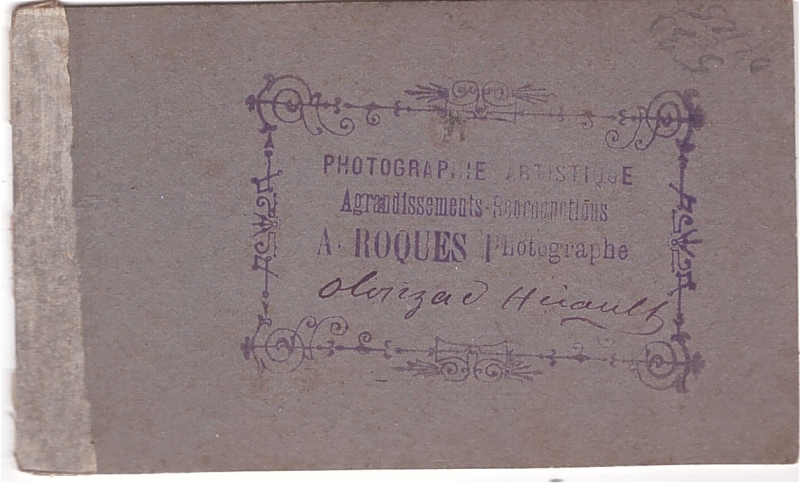 PHOTOGRAPHIE ARTISTIQUE
Agrandissements-Reproductions
A. ROQUES Photographe
Olonzac Hérault